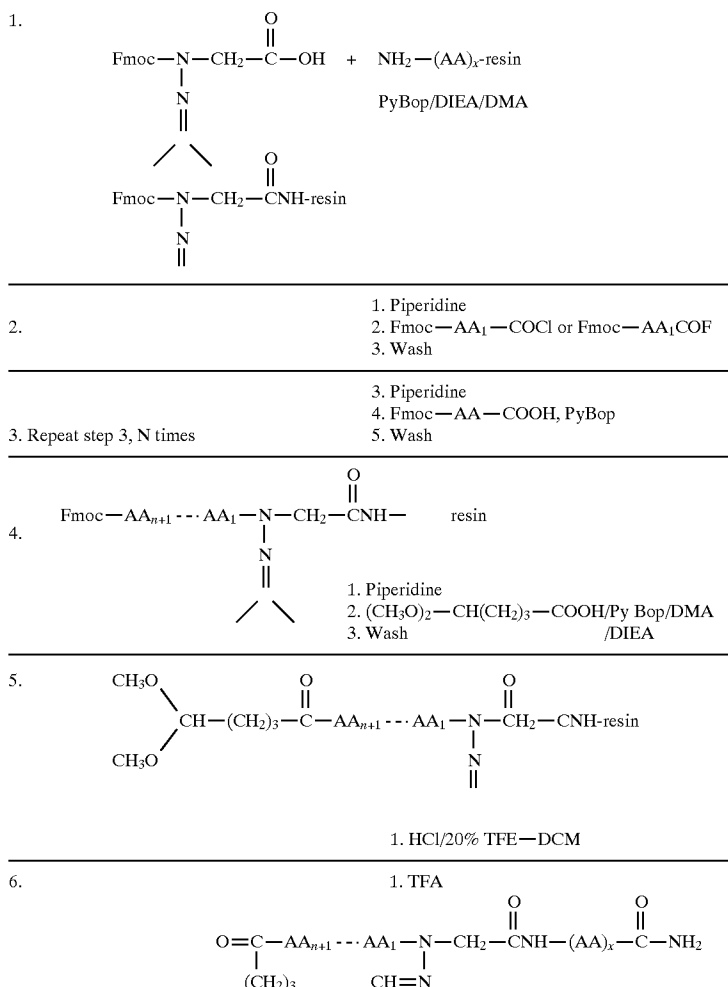 1.
O
||
Fmoc—N—CH₂—C—OH + NH₂—(AA)ₓ-resin
N
PyBop/DIEA/DMA
O
||
Fmoc—N—CH₂—CNH-resin
N
||
1. Piperidine
2. 2. Fmoc—AA₁—COCl or Fmoc—AA₁COF
3. Wash
3. Piperidine
4. Fmoc—AA—COOH, PyBop
3. Repeat step 3, N times 5. Wash
O
||
Fmoc—AAₙ₊₁---AA₁—N—CH₂—CNH— resin
4.
N
||
1. Piperidine
2. (CH₃O)₂—CH(CH₂)₃—COOH/Py Bop/DMA
3. Wash /DIEA
5. CH₃O O O
CH—(CH₂)₃—C—AAₙ₊₁---AA₁—N—CH₂—CNH-resin
CH₃O N
||
1. HCl/20% TFE—DCM
6. 1. TFA
O O
O=C—AAₙ₊₁---AA₁—N—CH₂—CNH—(AA)ₓ—C—NH₂
(CH₂)₃ CH=N